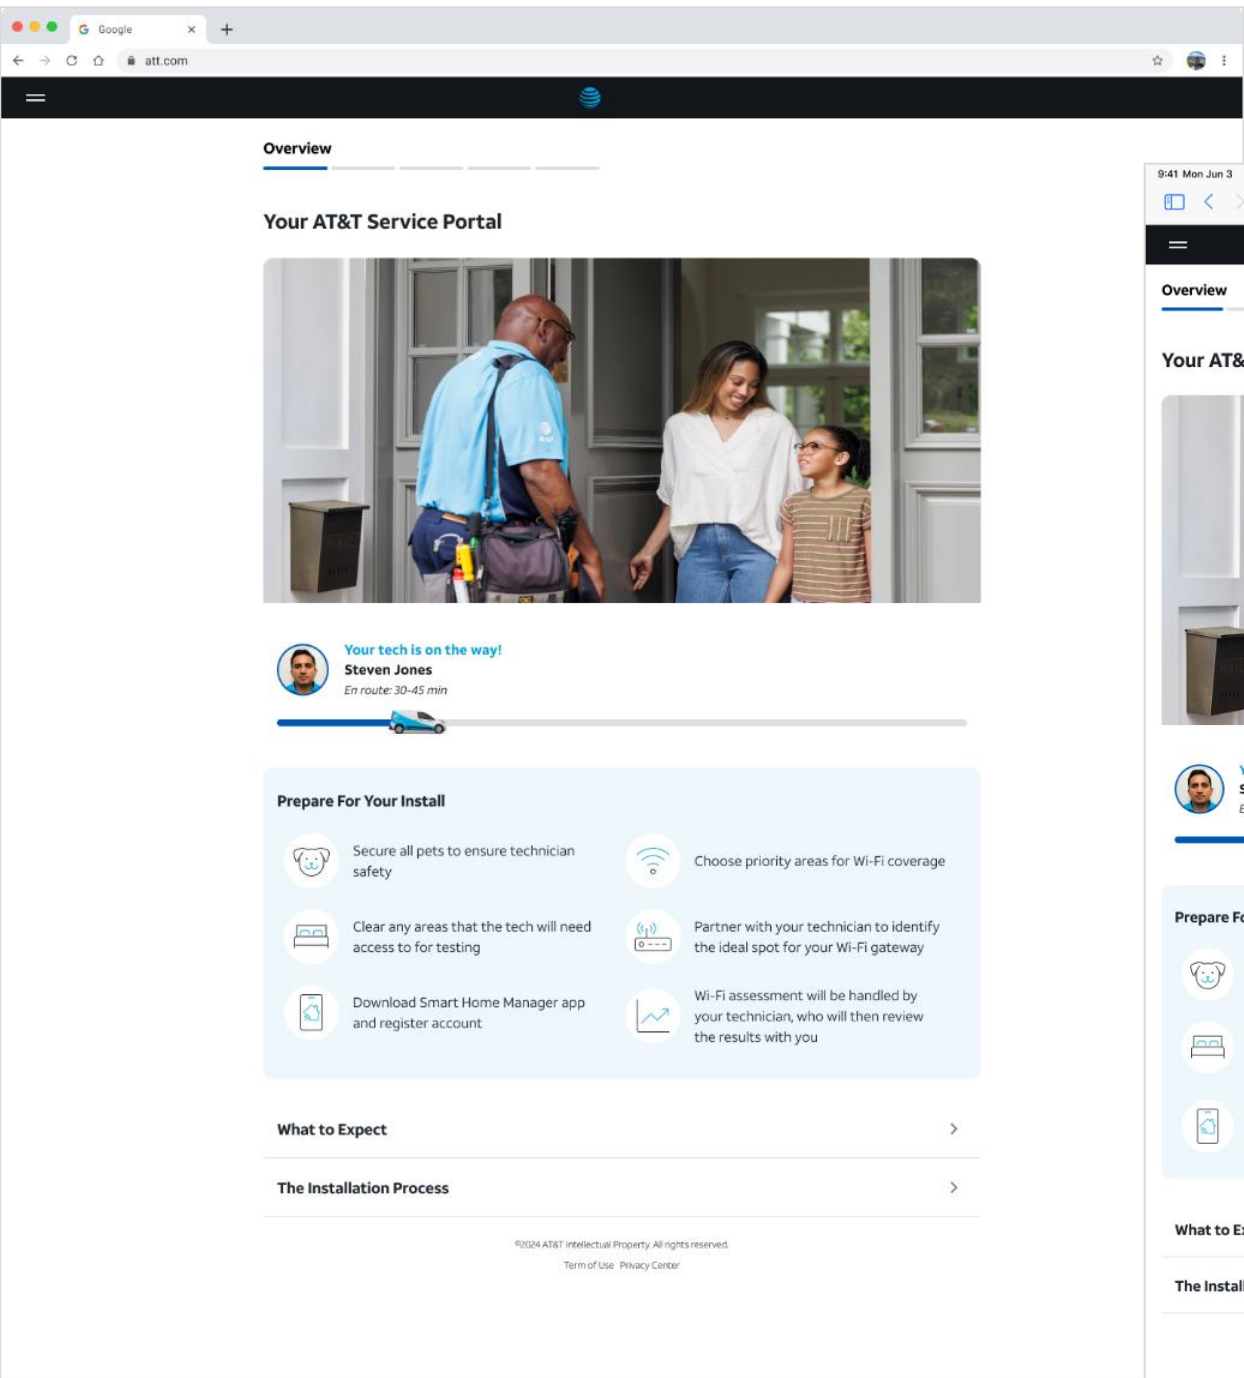 Google
att.com
Overview
Your AT&T Service Portal
MAIL
Your tech is on the way!
Steven Jones
En route: 30-45 min
Prepare For Your Install
Secure all pets to ensure technician
safety
Choose priority areas for Wi-Fi coverage
Clear any areas that the tech will need
access to for testing
Partner with your technician to identify
the ideal spot for your Wi-Fi gateway
Download Smart Home Manager app
and register account
Wi-Fi assessment will be handled by
your technician, who will then review
the results with you
What to Expect
The Installation Process
©2024 AT&T Intellectual Property. All rights reserved.
Term of Use Privacy Center
9:41 Mon Jun 3
Overview
Your AT&
Prepare Fo
What to Ex
The Install